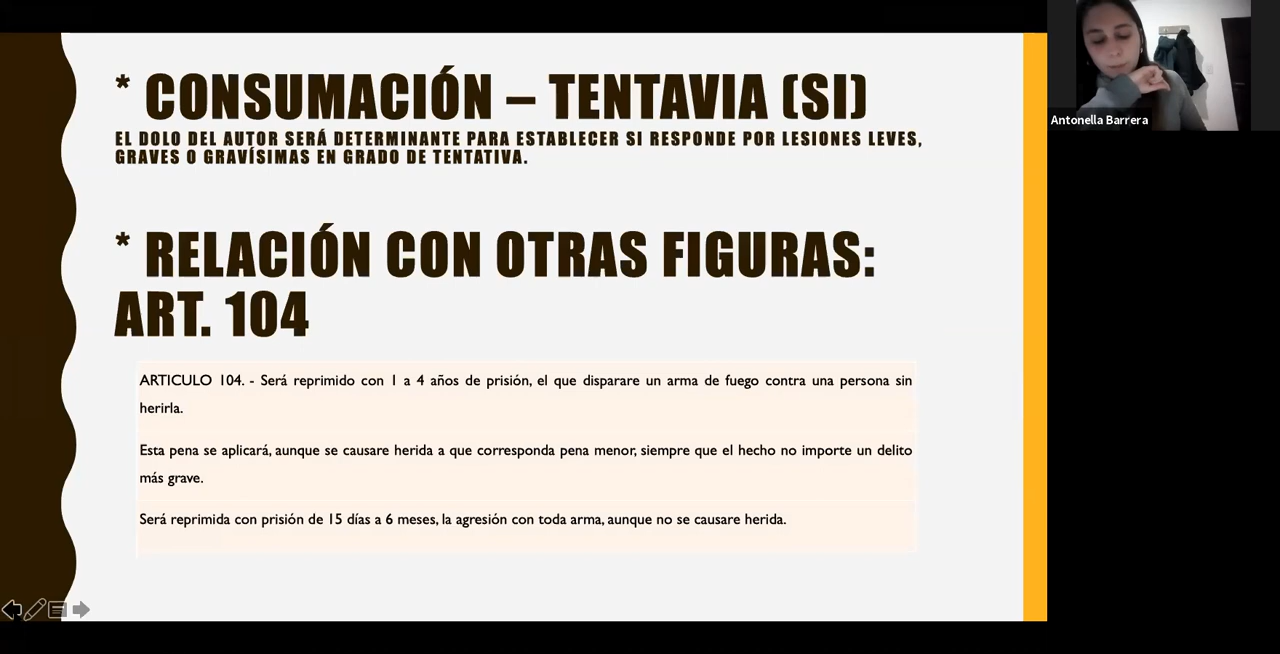 * CONSUMACIÓN – TENTAVIA (SI)
EL DOLO DEL AUTOR SERÁ DETERMINANTE PARA ESTABLECER SI RESPONDE POR LESIONES LEVES,
GRAVES O GRAVÍSIMAS EN GRADO DE TENTATIVA.
* RELACIÓN CON OTRAS FIGURAS:
ART. 104
ARTICULO 104. - Será reprimido con 1 a 4 años de prisión, el que disparare un arma de fuego contra una persona sin
herirla.
Esta pena se aplicará, aunque se causare herida a que corresponda pena menor, siempre que el hecho no importe un delito
más grave.
Será reprimida con prisión de 15 días a 6 meses, la agresión con toda arma, aunque no se causare herida.
Antonella Barrera